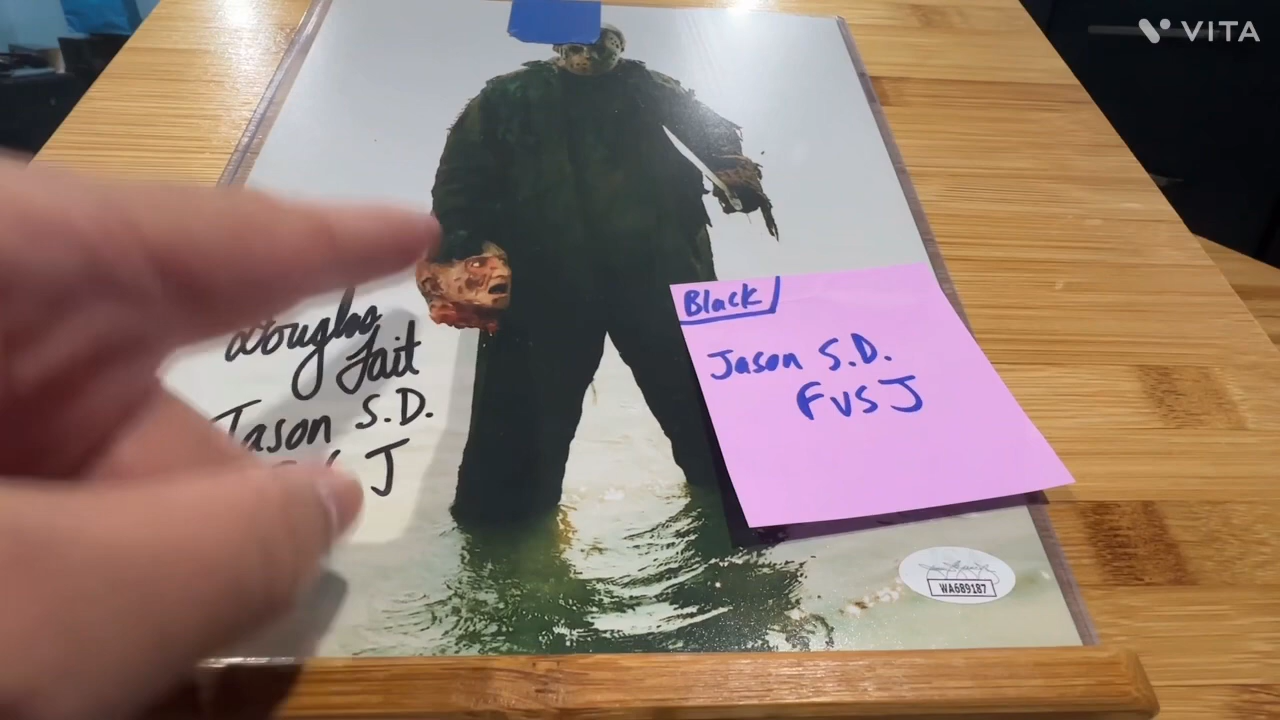 VITA
Black
Jason S.D.
FvsJ
Douglas
Tait
Jason S.D.
J
WA689187